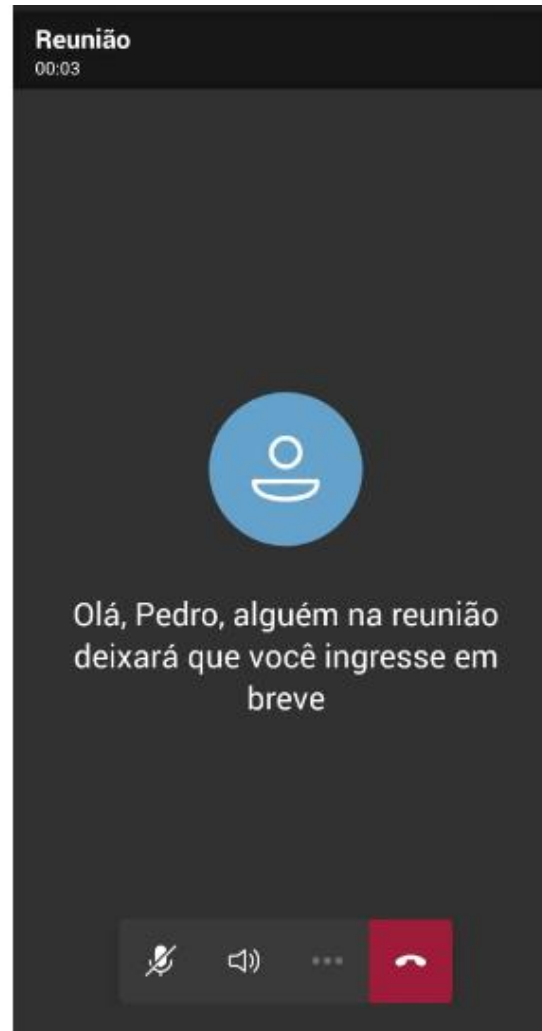 Reunião
00:03
Olá, Pedro, alguém na reunião
deixará que você ingresse em
breve